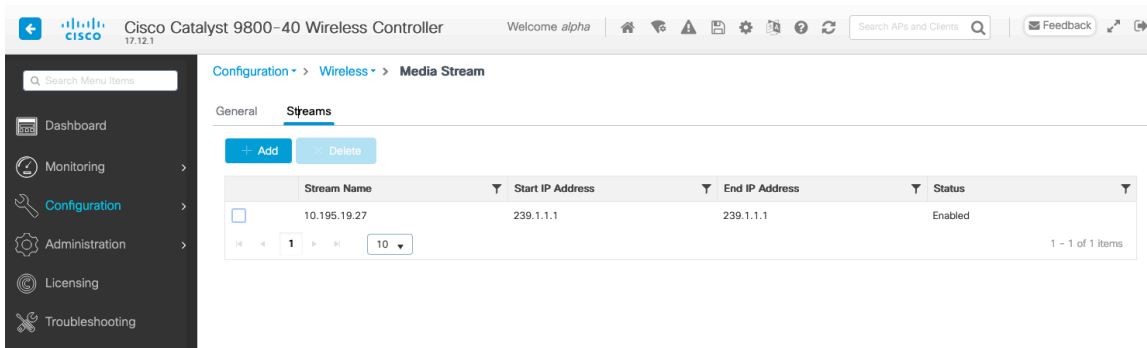 CISCO
Cisco Catalyst 9800-40 Wireless Controller
17.12.1
Welcome alpha
Search APs and Clients
Feedback
Search Menu Items
Dashboard
Monitoring
Configuration
Administration
Licensing
Troubleshooting
Configuration > Wireless > Media Stream
General Streams
+ Add × Delete
Stream Name Start IP Address End IP Address Status
10.195.19.27 239.1.1.1 239.1.1.1 Enabled
1 10 1 - 1 of 1 items